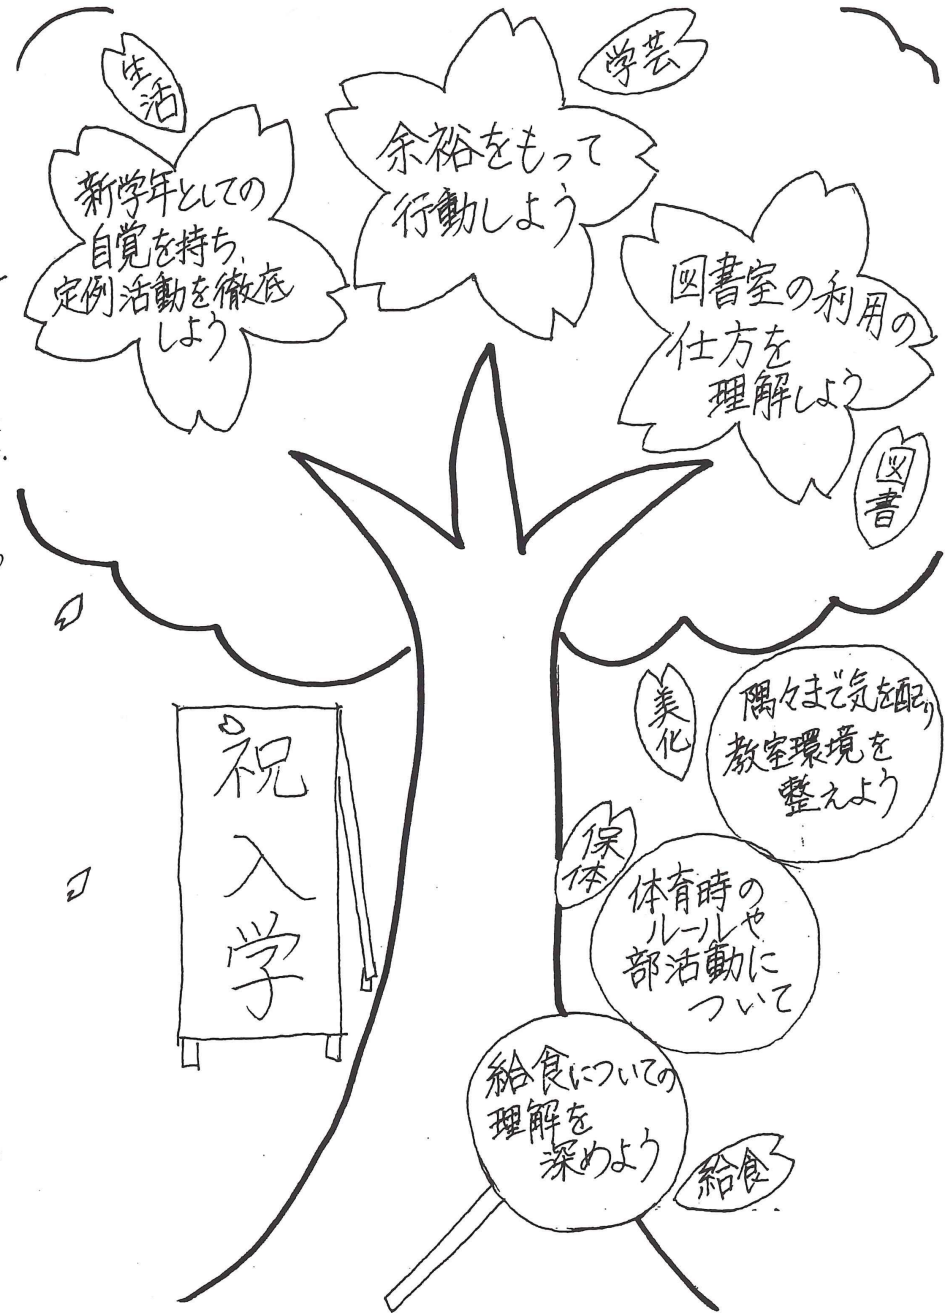 生活
新学年としての
自覚を持ち、
定例活動を徹底
しよう
学芸
余裕をもって
行動しよう
図書室の利用の
仕方を
理解しよう
図書
美化
隅々まで気を配り
教室環境を
整えよう
保体
体育時の
ルールや
部活動に
ついて
給食についての
理解を
深めよう
給食
祝入学